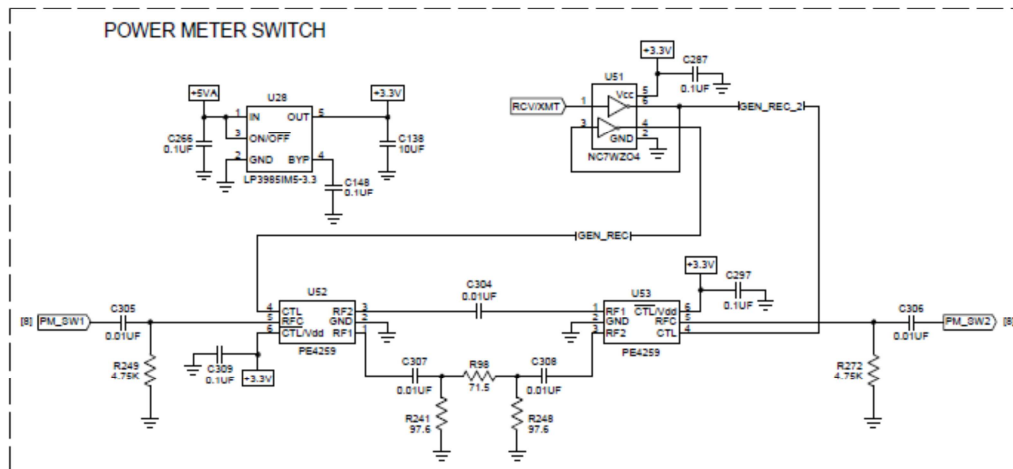 POWER METER SWITCH
+5VA
U28
+3.3V
1 IN OUT 5
3 ON/OFF
2 GND BYP 4
LP3985IM5-3.3
C266
0.1UF
C138
10UF
C148
0.1UF
+3.3V
C287
0.1UF
U51
RCV/XMT
1 Vcc 5
6
3 4
GND 2
NC7WZO4
GEN_REC_2
GEN_REC
[8] PM_SW1
C305
0.01UF
R249
4.75K
U52
4 CTL RF2 3
5 RFC GND 2
6 CTL/Vdd RF1 1
PE4259
C309
0.1UF
+3.3V
C304
0.01UF
C307
0.01UF
R98
71.5
C308
0.01UF
R241
97.6
R248
97.6
U53
1 RF1 CTL/Vdd 6
2 GND RFC 5
3 RF2 CTL 4
PE4259
+3.3V
C297
0.1UF
R272
4.75K
C306
0.01UF
PM_SW2 [8]